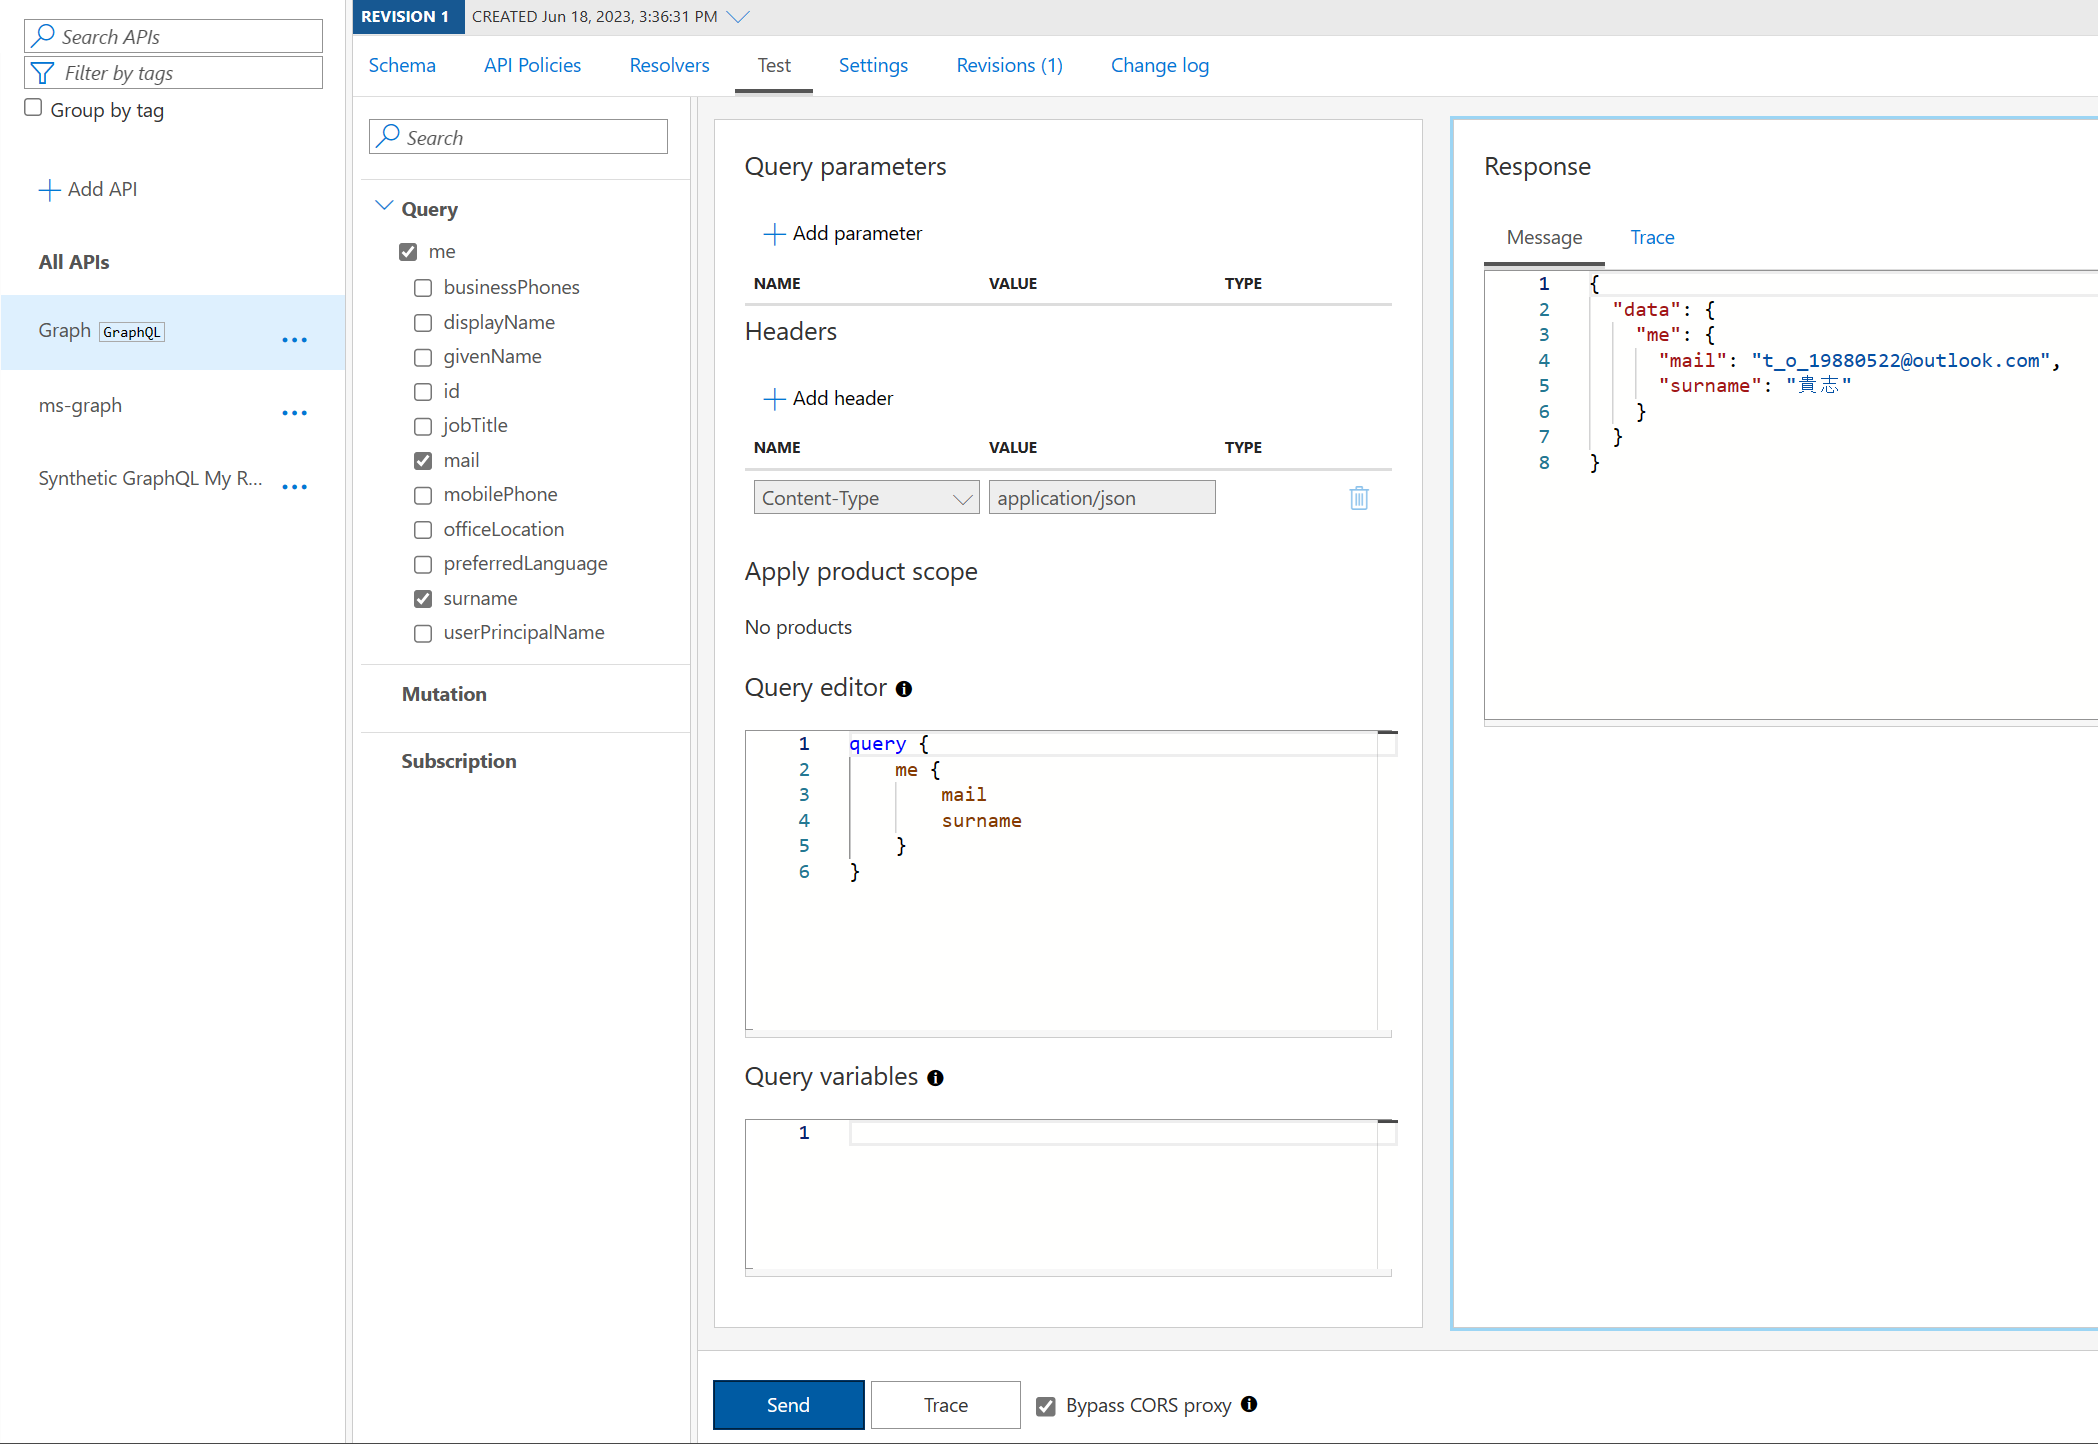 Search APIs
Filter by tags
Group by tag
Add API
All APIs
Graph GraphQL ...
ms-graph ...
Synthetic GraphQL My R... ...
REVISION 1 CREATED Jun 18, 2023, 3:36:31 PM
Schema API Policies Resolvers Test Settings Revisions (1) Change log
Search
Query
me
businessPhones
displayName
givenName
id
jobTitle
mail
mobilePhone
officeLocation
preferredLanguage
surname
userPrincipalName
Mutation
Subscription
Query parameters
Add parameter
NAME VALUE TYPE
Headers
Add header
NAME VALUE TYPE
Content-Type application/json
Apply product scope
No products
Query editor
1 query {
2 me {
3 mail
4 surname
5 }
6 }
Query variables
1
Send Trace Bypass CORS proxy
Response
Message Trace
1 {
2 "data": {
3 "me": {
4 "mail": "t_o_19880522@outlook.com",
5 "surname": "貴志"
6 }
7 }
8 }